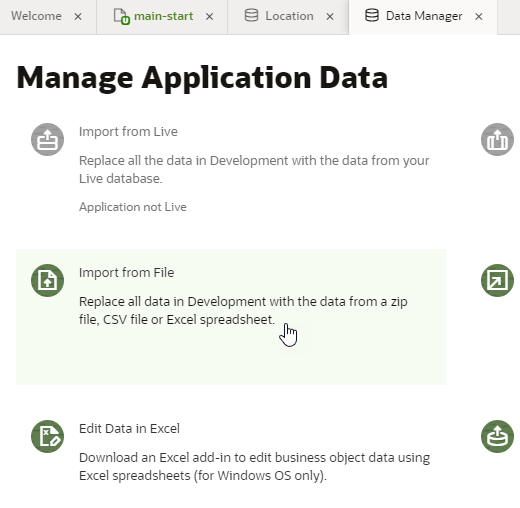 Welcome
main-start
Location
Data Manager
Manage Application Data
Import from Live
Replace all the data in Development with the data from your
Live database.
Application not Live
Import from File
Replace all data in Development with the data from a zip
file, CSV file or Excel spreadsheet.
Edit Data in Excel
Download an Excel add-in to edit business object data using
Excel spreadsheets (for Windows OS only).